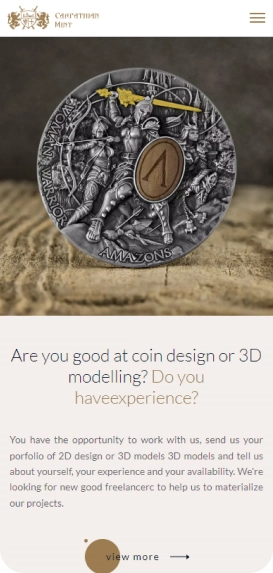 Carpathian
Mint
WOMAN WARRIOR
AMAZONS
Are you good at coin design or 3D
modelling? Do you
haveexperience?
You have the opportunity to work with us, send us your
porfolio of 2D design or 3D models 3D models and tell us
about yourself, your experience and your availability. We're
looking for new good freelancerc to help us to materialize
our projects.
view more